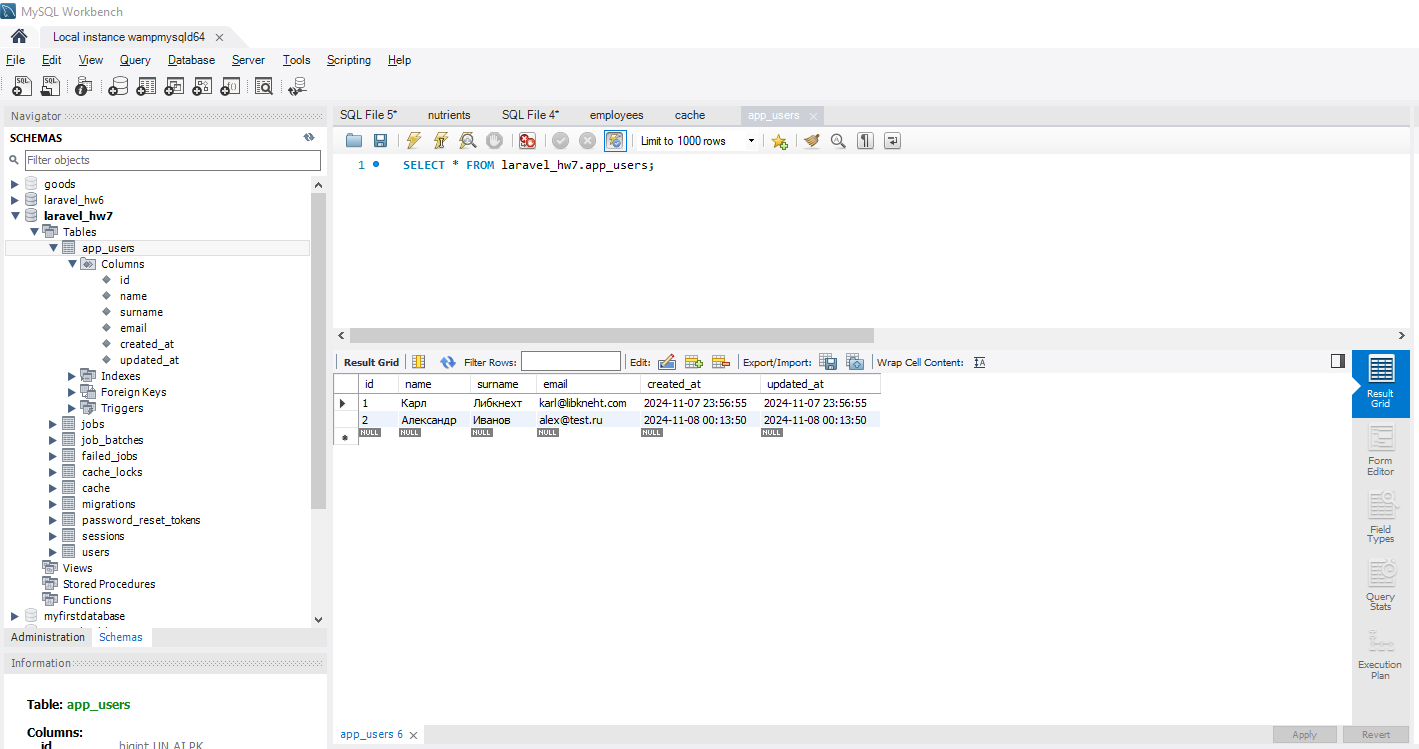 MySQL Workbench
Local instance wampmysqld64
File Edit View Query Database Server Tools Scripting Help
Navigator
SCHEMAS
Filter objects
goods
laravel_hw6
laravel_hw7
Tables
app_users
Columns
id
name
surname
email
created_at
updated_at
Indexes
Foreign Keys
Triggers
jobs
job_batches
failed_jobs
cache_locks
cache
migrations
password_reset_tokens
sessions
users
Views
Stored Procedures
Functions
myfirstdatabase
Administration Schemas
Information
Table: app_users
Columns:
id bigint UN AI PK
SQL File 5* nutrients SQL File 4* employees cache app_users
Limit to 1000 rows
1 SELECT * FROM laravel_hw7.app_users;
Result Grid Filter Rows: Edit: Export/Import: Wrap Cell Content:
id name surname email created_at updated_at
1 Карл Либкнехт karl@libkneht.com 2024-11-07 23:56:55 2024-11-07 23:56:55
2 Александр Иванов alex@test.ru 2024-11-08 00:13:50 2024-11-08 00:13:50
NULL NULL NULL NULL NULL NULL
Result
Grid
Form
Editor
Field
Types
Query
Stats
Execution
Plan
app_users 6
Apply Revert